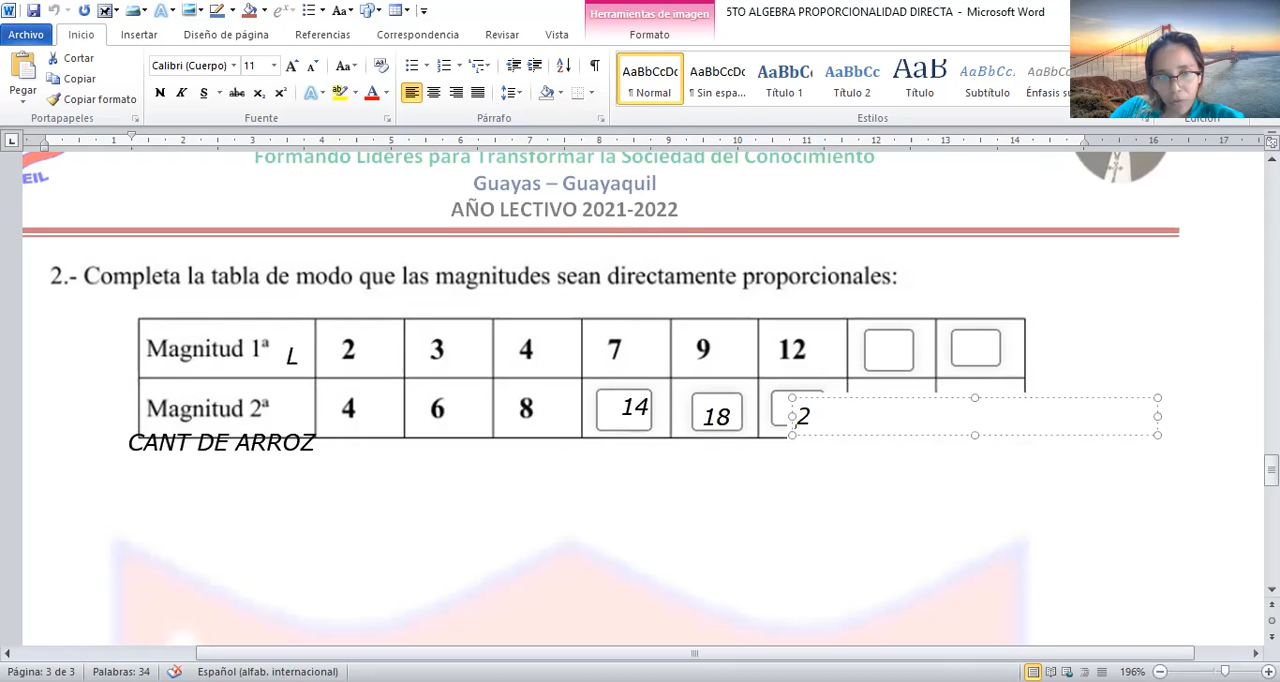 5TO ALGEBRA PROPORCIONALIDAD DIRECTA - Microsoft Word
Herramientas de imagen
Archivo Inicio Insertar Diseño de página Referencias Correspondencia Revisar Vista Formato
Pegar
Cortar
Copiar
Copiar formato
Portapapeles
Calibri (Cuerpo) 11
Fuente
Párrafo
AaBbCcDc AaBbCcDc AaBbC AaBbCc AaB AaBbCc. AaBbCc
¶ Normal ¶ Sin espa... Título 1 Título 2 Título Subtítulo Énfasis su
Estilos
EIL
Formando Líderes para Transformar la Sociedad del Conocimiento
Guayas – Guayaquil
AÑO LECTIVO 2021-2022
2.- Completa la tabla de modo que las magnitudes sean directamente proporcionales:
Magnitud 1ª L 2 3 4 7 9 12
Magnitud 2ª 4 6 8 14 18 2
CANT DE ARROZ
Página: 3 de 3 Palabras: 34 Español (alfab. internacional) 196%